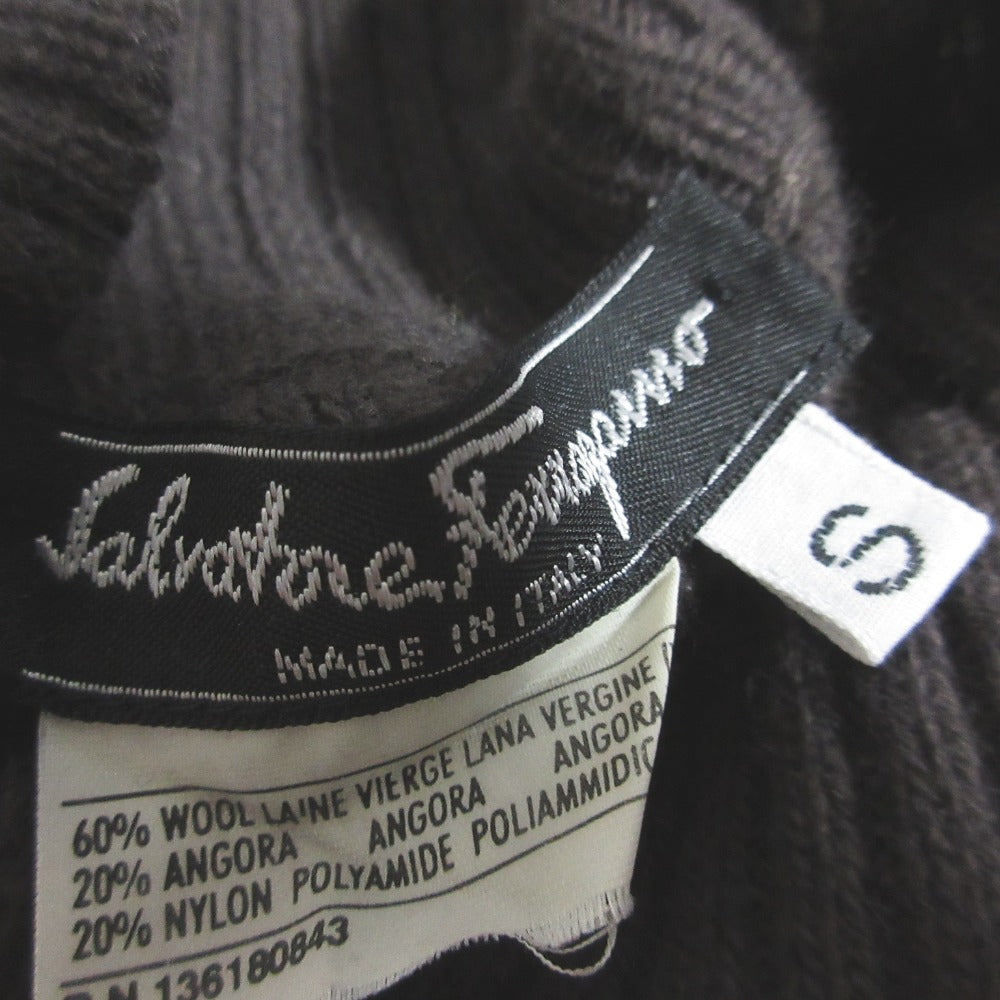 Salvatore Ferragamo
MADE IN ITALY
S
60% WOOL LAINE VIERGE LANA VERGINE
20% ANGORA ANGORA ANGORA
20% NYLON POLYAMIDE POLIAMMIDIC
P.N 136180843